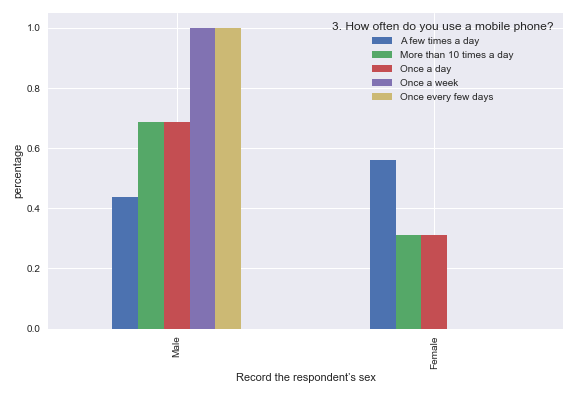 3. How often do you use a mobile phone?
A few times a day
More than 10 times a day
Once a day
Once a week
Once every few days
1.0
0.8
0.6
0.4
0.2
0.0
percentage
Male
Female
Record the respondent's sex